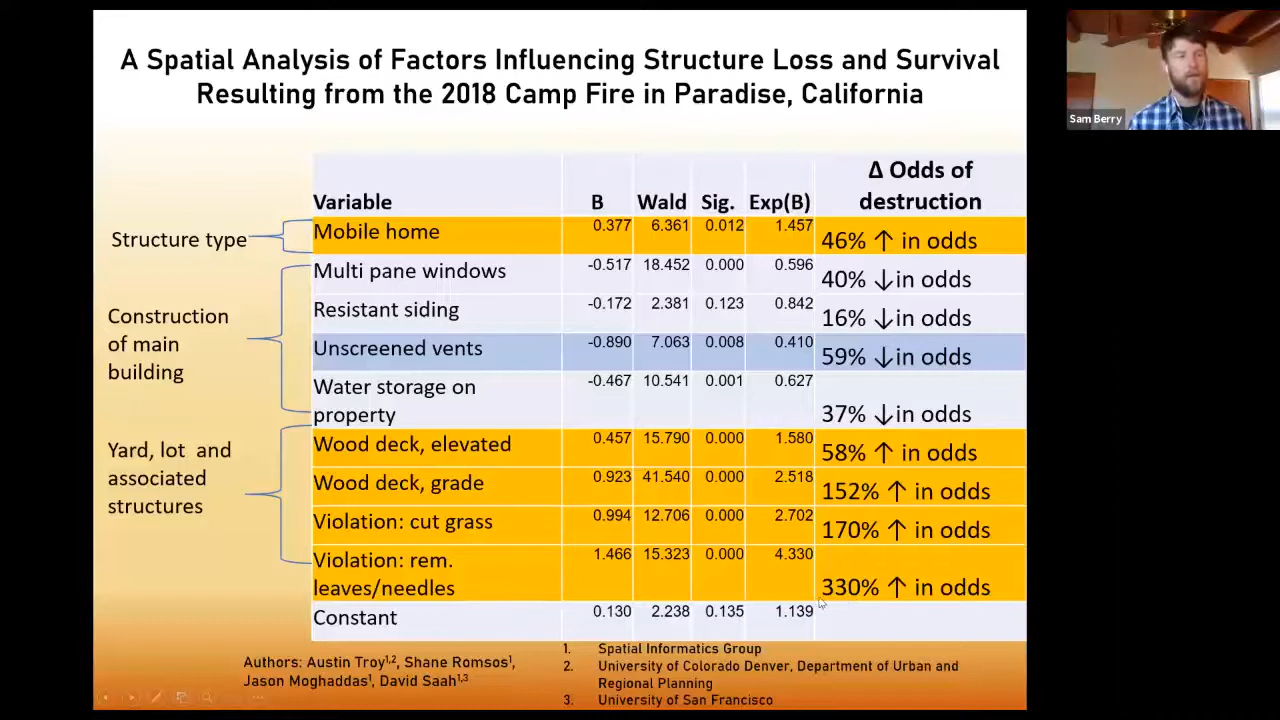 A Spatial Analysis of Factors Influencing Structure Loss and Survival
Resulting from the 2018 Camp Fire in Paradise, California
Sam Berry
Variable B Wald Sig. Exp(B) Δ Odds of
destruction
Structure type
Mobile home 0.377 6.361 0.012 1.457 46% ↑ in odds
Construction
of main
building
Multi pane windows -0.517 18.452 0.000 0.596 40% ↓in odds
Resistant siding -0.172 2.381 0.123 0.842 16% ↓in odds
Unscreened vents -0.890 7.063 0.008 0.410 59% ↓in odds
Water storage on
property -0.467 10.541 0.001 0.627 37% ↓in odds
Yard, lot and
associated
structures
Wood deck, elevated 0.457 15.790 0.000 1.580 58% ↑ in odds
Wood deck, grade 0.923 41.540 0.000 2.518 152% ↑ in odds
Violation: cut grass 0.994 12.706 0.000 2.702 170% ↑ in odds
Violation: rem.
leaves/needles 1.466 15.323 0.000 4.330 330% ↑ in odds
Constant 0.130 2.238 0.135 1.139
Authors: Austin Troy1,2, Shane Romsos1,
Jason Moghaddas1, David Saah1,3
1. Spatial Informatics Group
2. University of Colorado Denver, Department of Urban and
Regional Planning
3. University of San Francisco